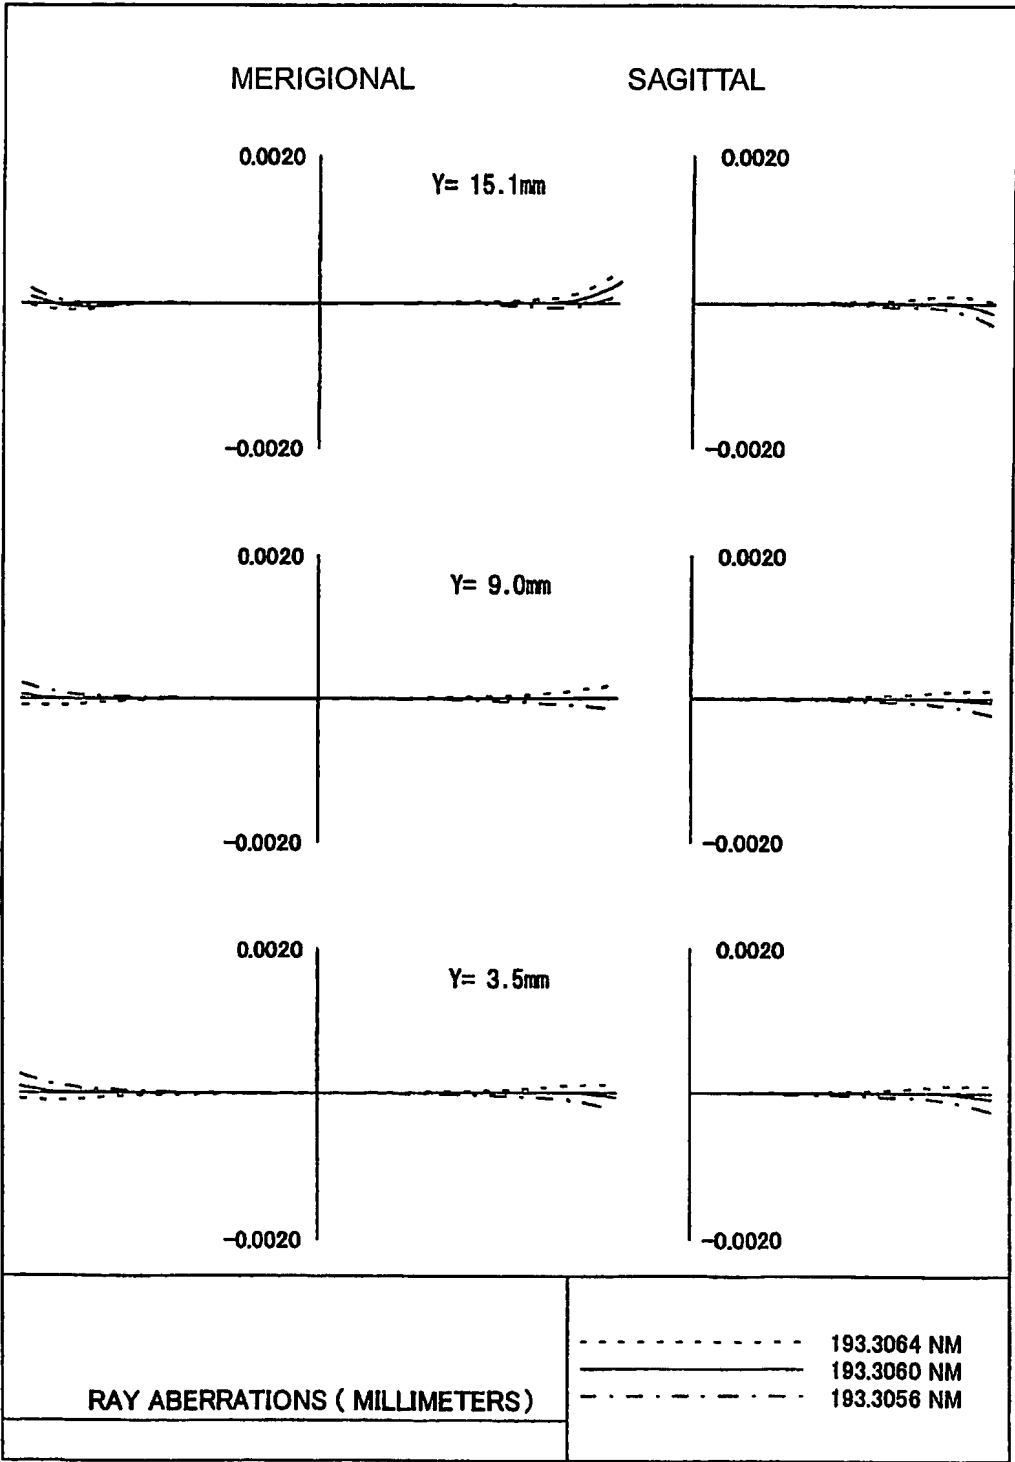 MERIGIONAL SAGITTAL
0.0020 0.0020
Y= 15.1mm
-0.0020 -0.0020
0.0020 0.0020
Y= 9.0mm
-0.0020 -0.0020
0.0020 0.0020
Y= 3.5mm
-0.0020 -0.0020
193.3064 NM
193.3060 NM
RAY ABERRATIONS ( MILLIMETERS ) 193.3056 NM